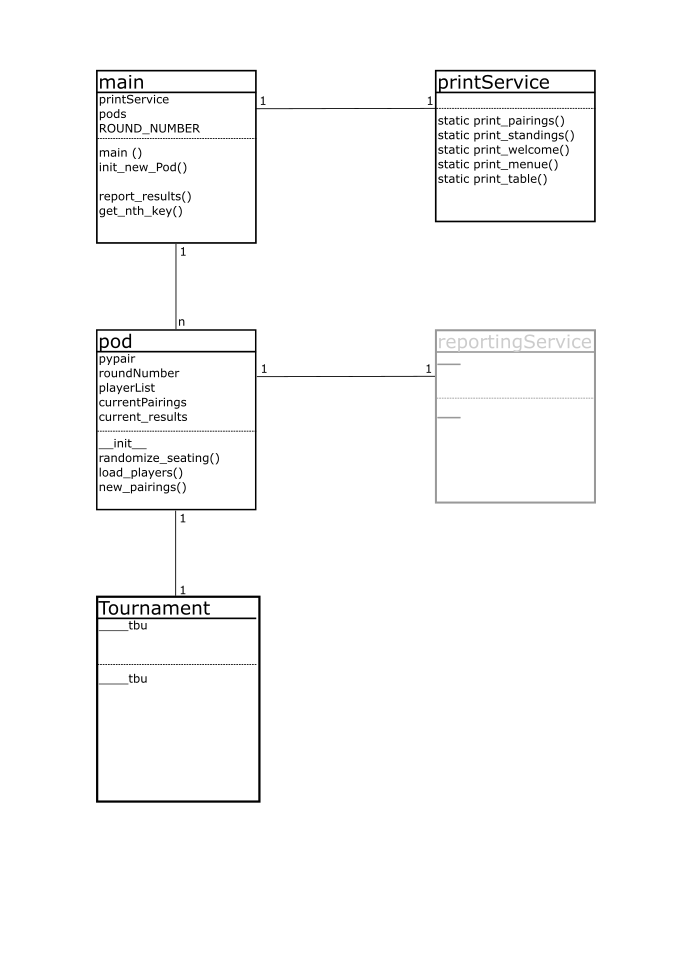 main
printService
pods
ROUND_NUMBER
main ()
init_new_Pod()
report_results()
get_nth_key()
1
1
printService
static print_pairings()
static print_standings()
static print_welcome()
static print_menue()
static print_table()
1
n
pod
pypair
roundNumber
playerList
currentPairings
current_results
__init__
randomize_seating()
load_players()
new_pairings()
1
1
reportingService
___
___
1
1
Tournament
____tbu
____tbu